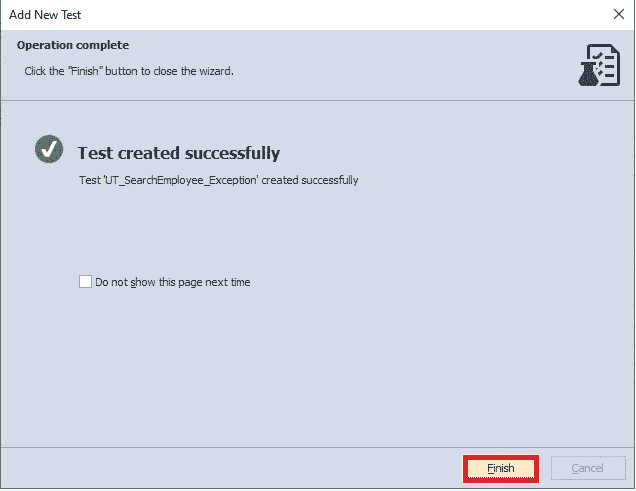 Add New Test
Operation complete
Click the "Finish" button to close the wizard.
Test created successfully
Test 'UT_SearchEmployee_Exception' created successfully
Do not show this page next time
Finish
Cancel